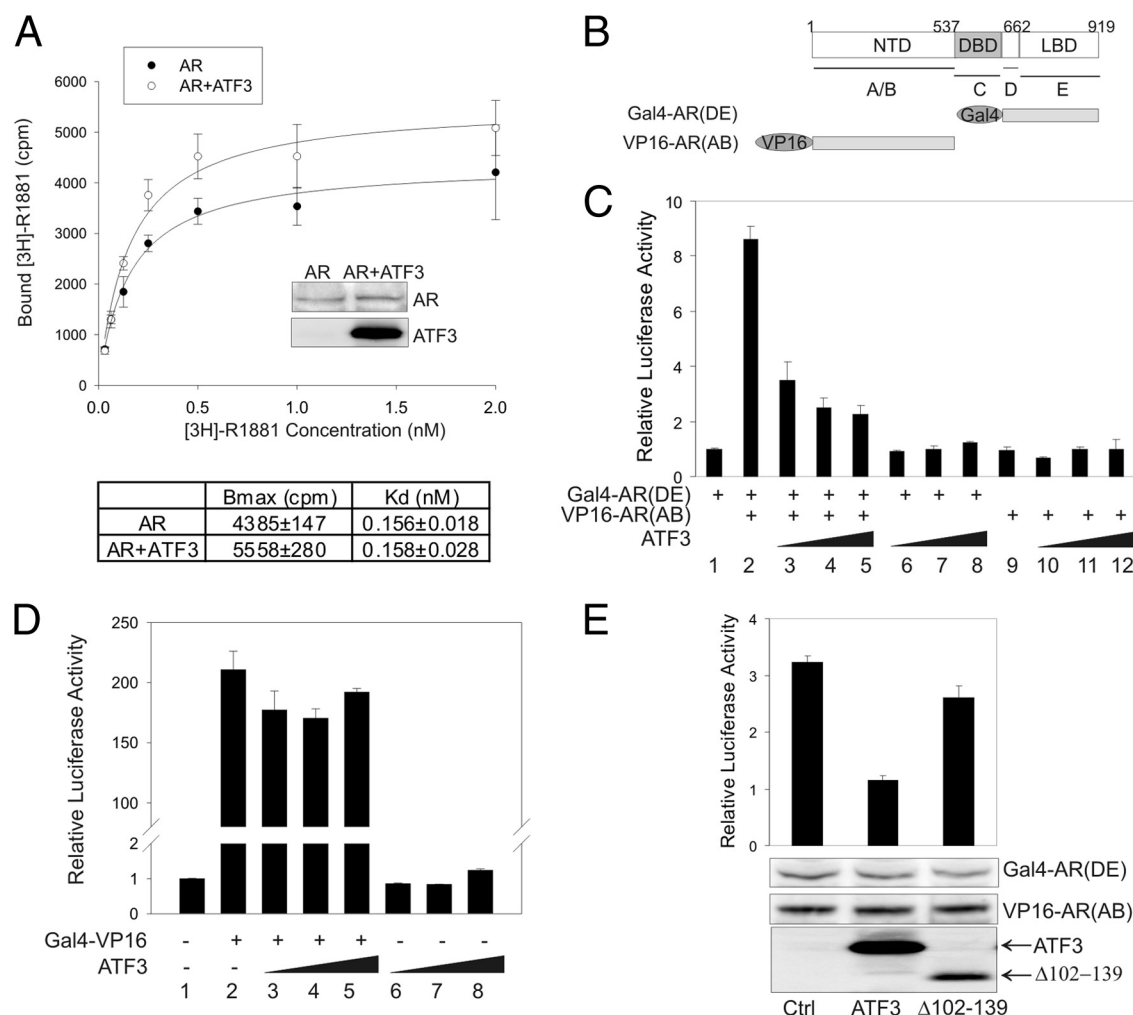 A
AR
AR+ATF3
6000
5000
4000
3000
2000
1000
0
Bound [3H]-R1881 (cpm)
AR AR+ATF3
AR
ATF3
0.0 0.5 1.0 1.5 2.0
[3H]-R1881 Concentration (nM)
Bmax (cpm) Kd (nM)
AR 4385±147 0.156±0.018
AR+ATF3 5558±280 0.158±0.028
B
1 537 662 919
NTD DBD LBD
A/B C D E
Gal4-AR(DE) Gal4
VP16-AR(AB) VP16
C
10
8
6
4
2
0
Relative Luciferase Activity
Gal4-AR(DE) + + + + + + + +
VP16-AR(AB) + + + + + + + +
ATF3
1 2 3 4 5 6 7 8 9 10 11 12
D
250
200
150
100
2
1
0
Relative Luciferase Activity
Gal4-VP16 - + + + + - - -
ATF3 - -
1 2 3 4 5 6 7 8
E
4
3
2
1
0
Relative Luciferase Activity
Gal4-AR(DE)
VP16-AR(AB)
ATF3
Δ102–139
Ctrl ATF3 Δ102-139